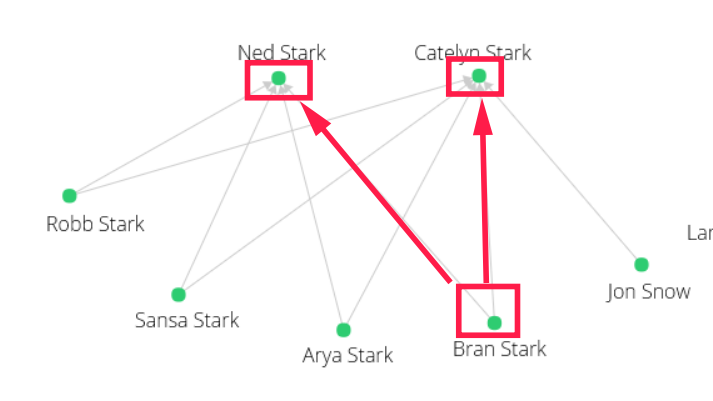 Ned Stark
Catelyn Stark
Robb Stark
Lar
Jon Snow
Sansa Stark
Arya Stark
Bran Stark